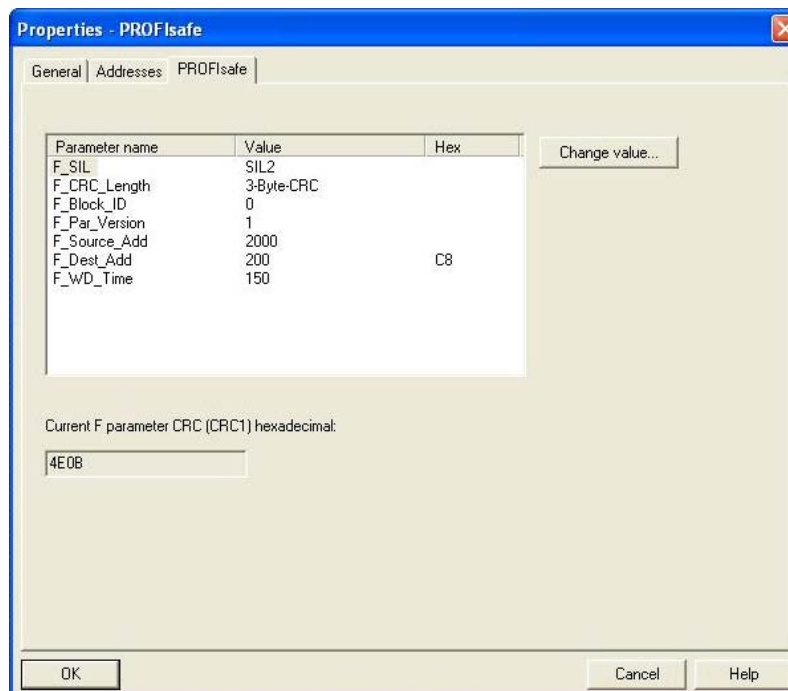 Properties - PROFIsafe
General Addresses PROFIsafe
Parameter name Value Hex
F_SIL SIL2
F_CRC_Length 3-Byte-CRC
F_Block_ID 0
F_Par_Version 1
F_Source_Add 2000
F_Dest_Add 200 C8
F_WD_Time 150
Change value...
Current F parameter CRC (CRC1) hexadecimal:
4E0B
OK Cancel Help